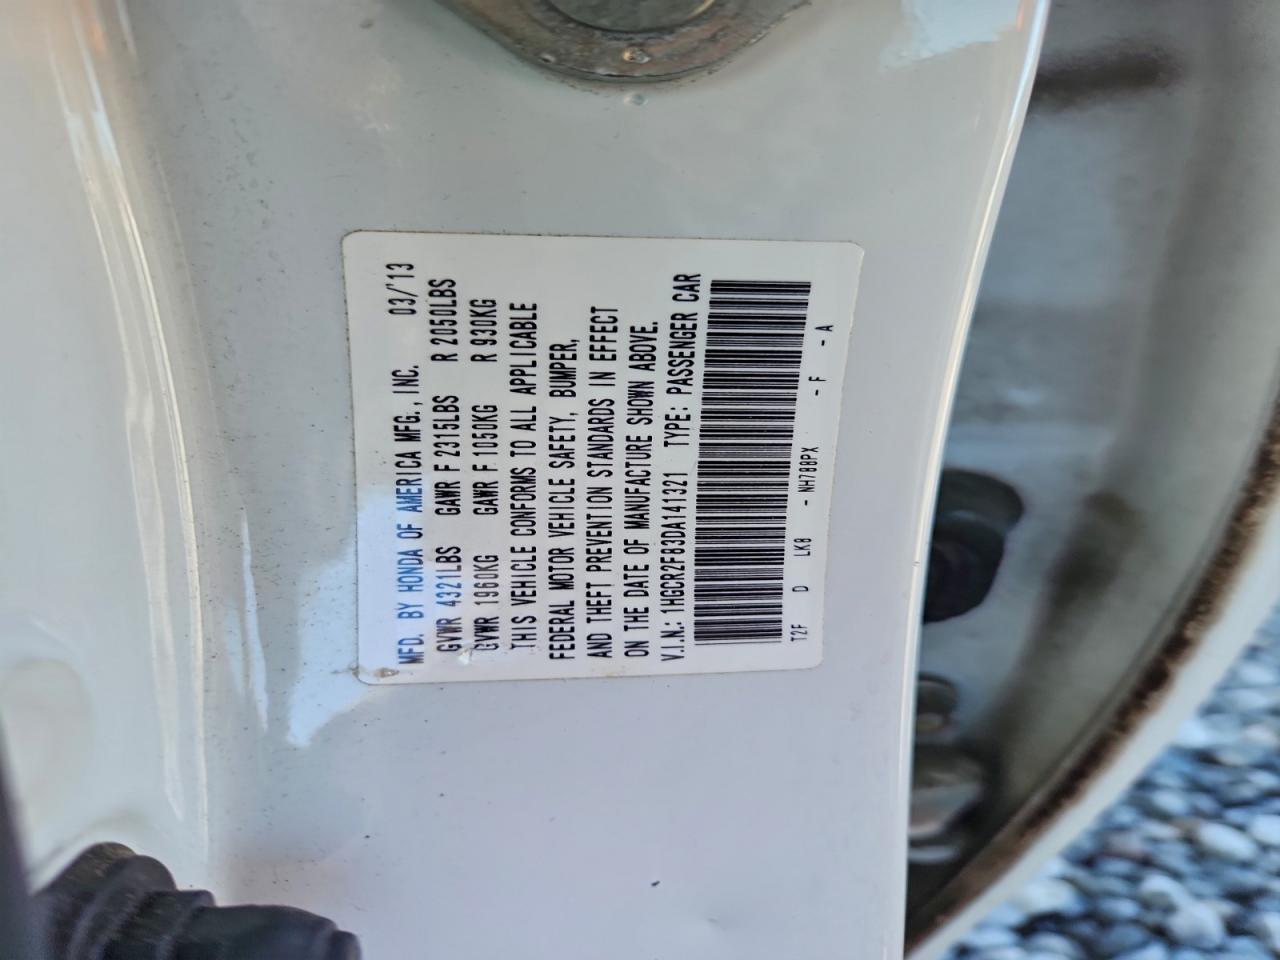 MFD. BY HONDA OF AMERICA MFG., INC. 03/'13
GVWR 4321LBS GAWR F 2315LBS R 2050LBS
GVWR 1960KG GAWR F 1050KG R 930KG
THIS VEHICLE CONFORMS TO ALL APPLICABLE
FEDERAL MOTOR VEHICLE SAFETY, BUMPER,
AND THEFT PREVENTION STANDARDS IN EFFECT
ON THE DATE OF MANUFACTURE SHOWN ABOVE.
V.I.N.: 1HGCR2F83DA141321 TYPE: PASSENGER CAR
T2F D LKB - NH788PX - F - A